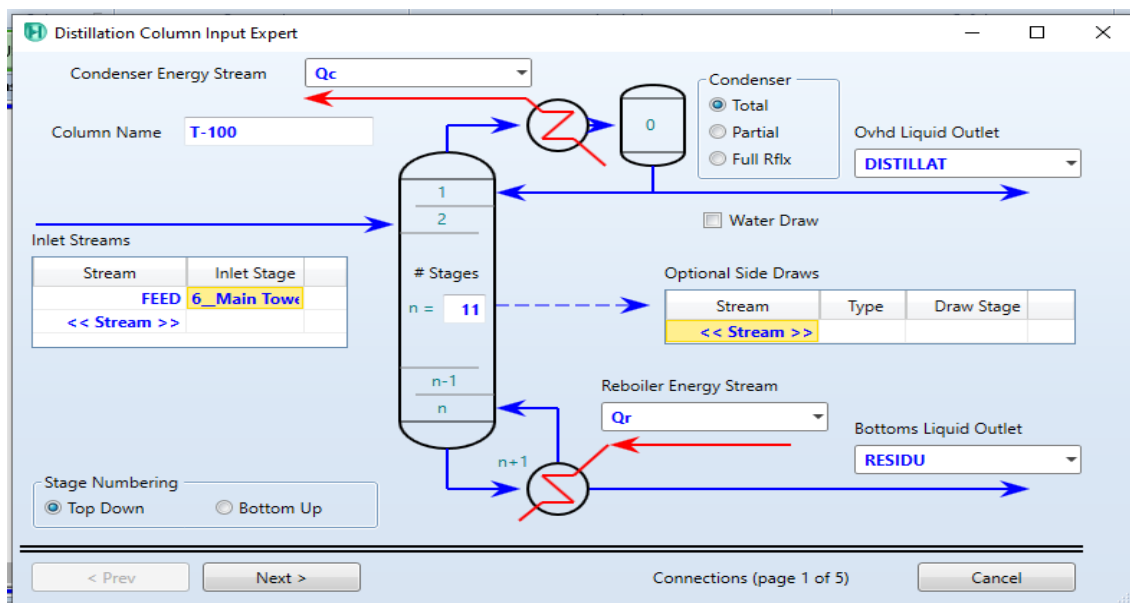 Distillation Column Input Expert
Condenser Energy Stream
Qc
Column Name
T-100
0
Condenser
Total
Partial
Full Rflx
Ovhd Liquid Outlet
DISTILLAT
1
2
Water Draw
Inlet Streams
Stream Inlet Stage
FEED 6__Main Towe
<< Stream >>
# Stages
n = 11
Optional Side Draws
Stream Type Draw Stage
<< Stream >>
n-1
n
Reboiler Energy Stream
Qr
Bottoms Liquid Outlet
RESIDU
n+1
Stage Numbering
Top Down Bottom Up
< Prev Next > Connections (page 1 of 5) Cancel